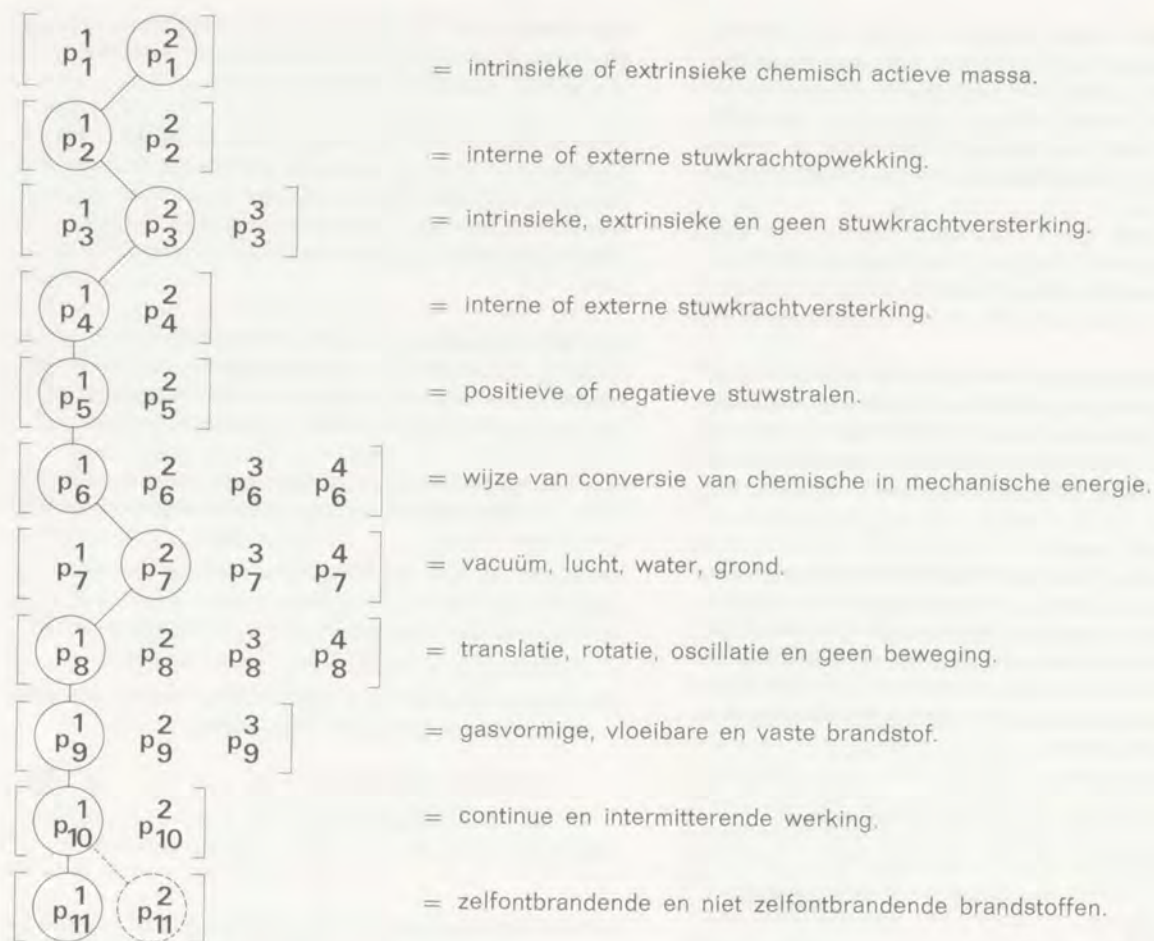 [ p₁¹ p₁² ] = intrinsieke of extrinsieke chemisch actieve massa.
[ p₂¹ p₂² ] = interne of externe stuwkrachtopwekking.
[ p₃¹ p₃² p₃³ ] = intrinsieke, extrinsieke en geen stuwkrachtversterking.
[ p₄¹ p₄² ] = interne of externe stuwkrachtversterking.
[ p₅¹ p₅² ] = positieve of negatieve stuwstralen.
[ p₆¹ p₆² p₆³ p₆⁴ ] = wijze van conversie van chemische in mechanische energie.
[ p₇¹ p₇² p₇³ p₇⁴ ] = vacuüm, lucht, water, grond.
[ p₈¹ p₈² p₈³ p₈⁴ ] = translatie, rotatie, oscillatie en geen beweging.
[ p₉¹ p₉² p₉³ ] = gasvormige, vloeibare en vaste brandstof.
[ p₁₀¹ p₁₀² ] = continue en intermitterende werking.
[ p₁₁¹ p₁₁² ] = zelfontbrandende en niet zelfontbrandende brandstoffen.